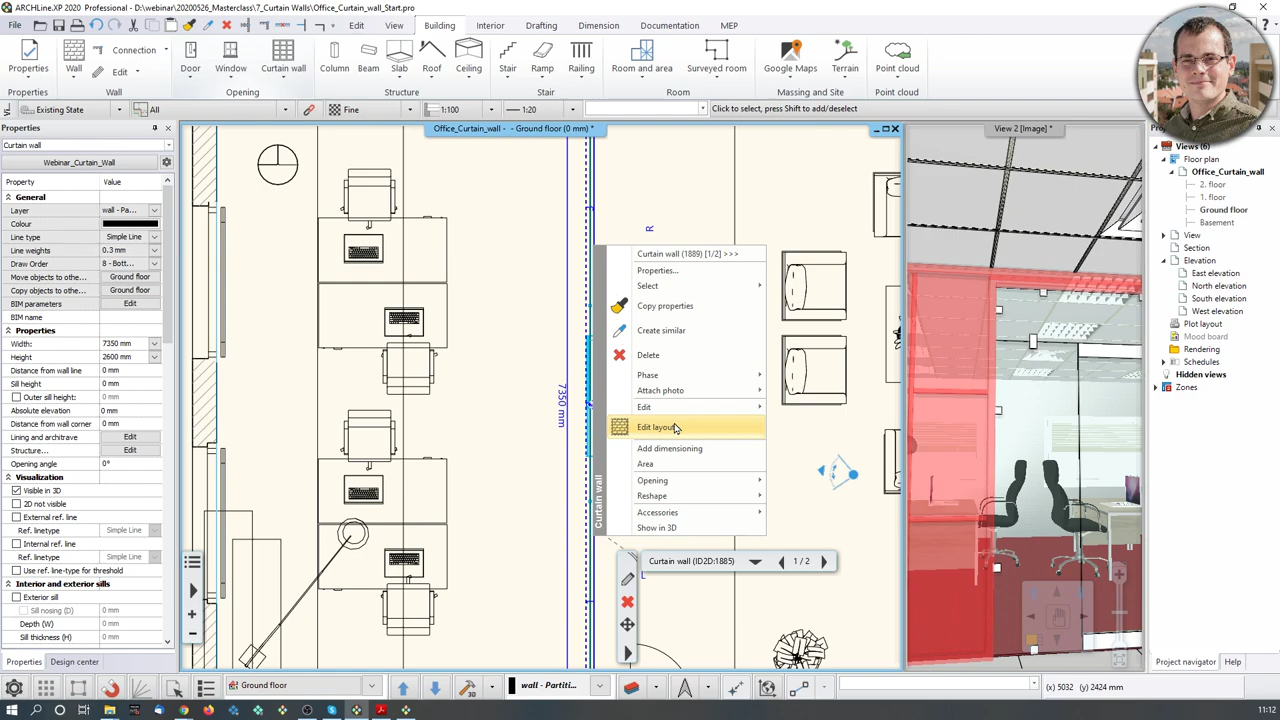 ARCHLine.XP 2020 Professional - D:\webinar\20200526_Masterclass\7_Curtain Walls\Office_Curtain_wall_Start.pro
File Edit View Building Interior Drafting Dimension Documentation MEP
Properties Wall Connection Edit Door Window Curtain wall Column Beam Slab Roof Ceiling Stair Ramp Railing Room and area Surveyed room Google Maps Terrain Point cloud
Properties Wall Opening Structure Stair Room Massing and Site Point cloud
Existing State All Fine 1:100 1:20 Click to select, press Shift to add/deselect
Properties
Curtain wall
Webinar_Curtain_Wall
Property Value
General
Layer wall - Pa...
Colour
Line type Simple Line
Line weights 0.3 mm
Draw Order 8 - Bott...
Move objects to othe... Ground floor
Copy objects to othe... Ground floor
BIM parameters Edit
BIM name
Properties
Width: 7350 mm
Height 2600 mm
Distance from wall line 0 mm
Sill height 0 mm
Outer sill height: 0 mm
Absolute elevation 0 mm
Distance from wall corner 0 mm
Lining and architrave Edit
Structure... Edit
Opening angle 0°
Visualization
Visible in 3D
2D not visible
External ref. line
Ref. linetype Simple Line
Internal ref. line
Ref. linetype Simple Line
Use ref. line-type for threshold
Interior and exterior sills
Exterior sill
Sill nosing (D) 0 mm
Depth (W) 0 mm
Sill thickness (H) 0 mm
Properties Design center
Office_Curtain_wall - - Ground floor (0 mm) *
R
7350 mm
L
Curtain wall
Curtain wall (1889) [1/2] >>>
Properties...
Select
Copy properties
Create similar
Delete
Phase
Attach photo
Edit
Edit layout
Add dimensioning
Area
Opening
Reshape
Accessories
Show in 3D
Curtain wall (ID2D:1885) 1 / 2
View 2 [Image] *
Views (6)
Floor plan
Office_Curtain_wall
2. floor
1. floor
Ground floor
Basement
View
Section
Elevation
East elevation
North elevation
South elevation
West elevation
Plot layout
Mood board
Rendering
Schedules
Hidden views
Zones
Project navigator Help
Ground floor wall - Partiti... (x) 5032 (y) 2424 mm
11:12